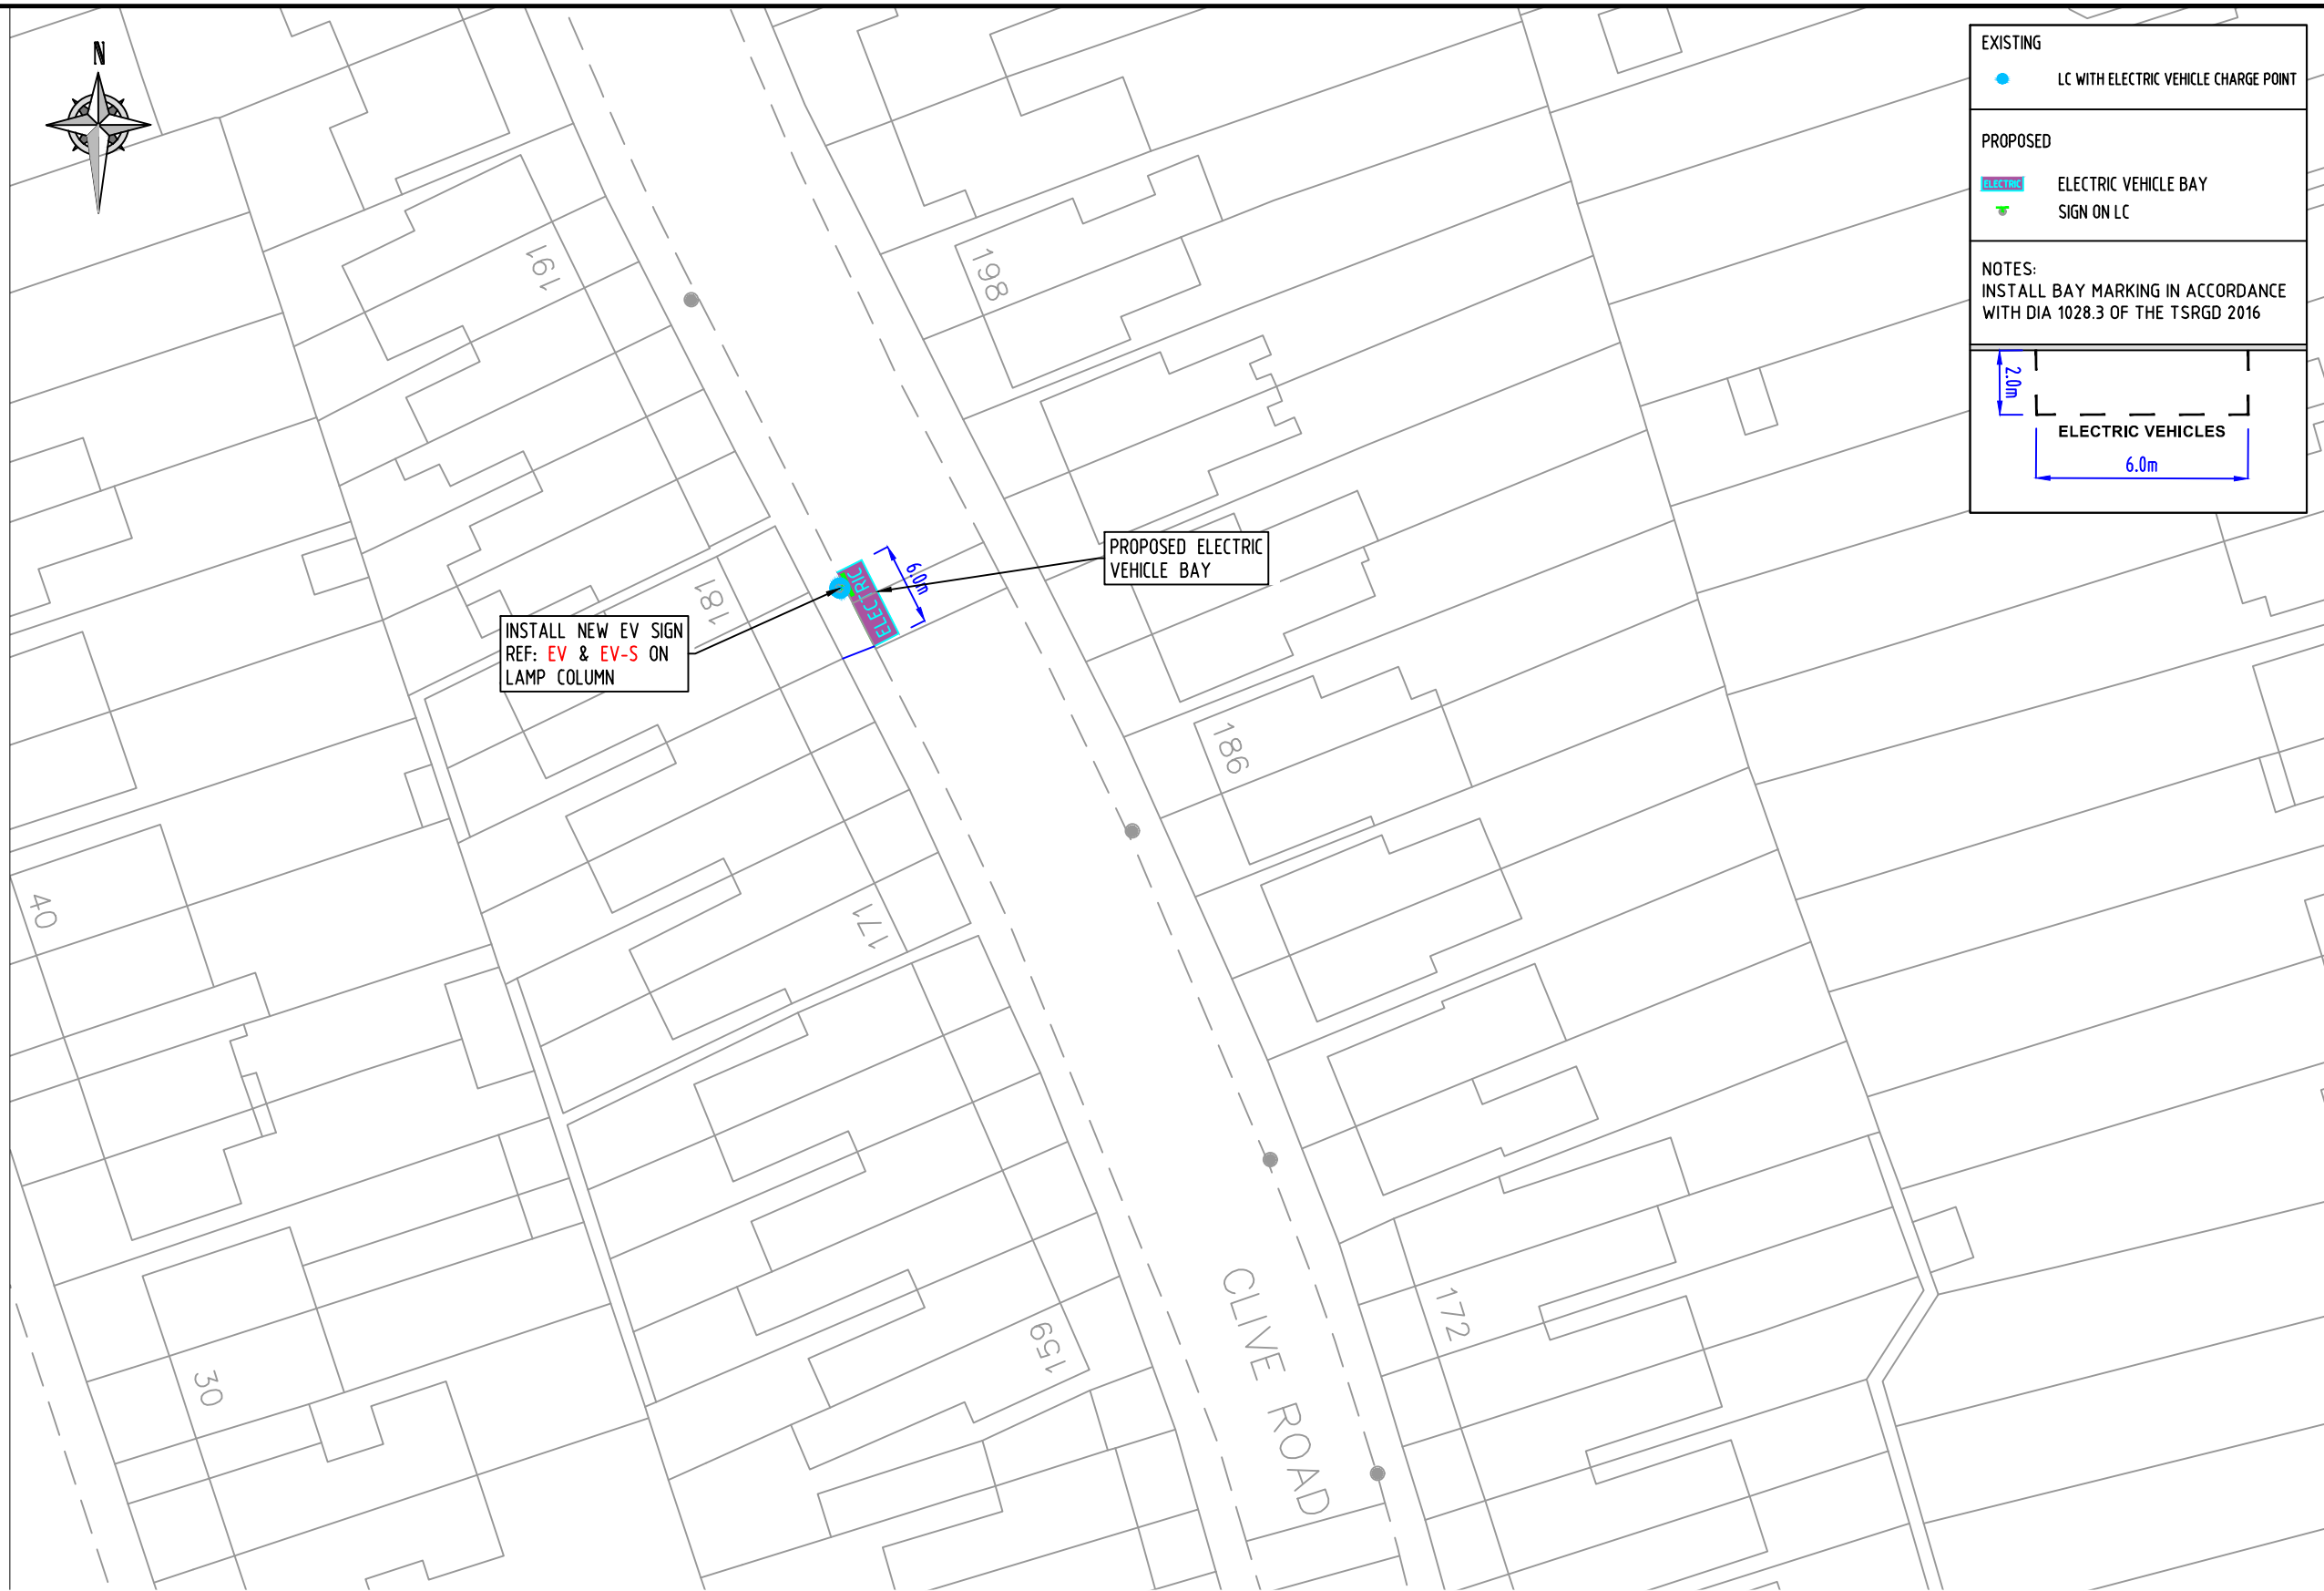 N
EXISTING
LC WITH ELECTRIC VEHICLE CHARGE POINT
PROPOSED
ELECTRIC
ELECTRIC VEHICLE BAY
SIGN ON LC
NOTES:
INSTALL BAY MARKING IN ACCORDANCE
WITH DIA 1028.3 OF THE TSRGD 2016
2.0m
ELECTRIC VEHICLES
6.0m
191
198
PROPOSED ELECTRIC
VEHICLE BAY
6.0m
ELECTRIC
181
INSTALL NEW EV SIGN
REF: EV & EV-S ON
LAMP COLUMN
186
40
171
CLIVE ROAD
172
159
30